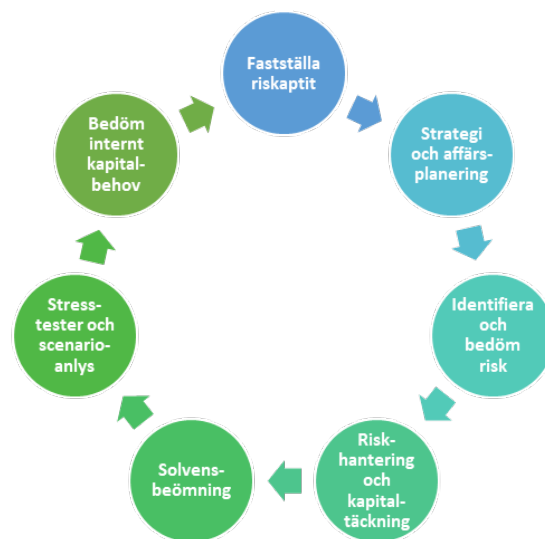 Fastställa
riskaptit
Strategi
och affärs-
planering
Identifiera
och
bedöm
risk
Risk-
hantering
och
kapital-
täckning
Solvens-
beömning
Stress-
tester och
scenario-
anlys
Bedöm
internt
kapital-
behov